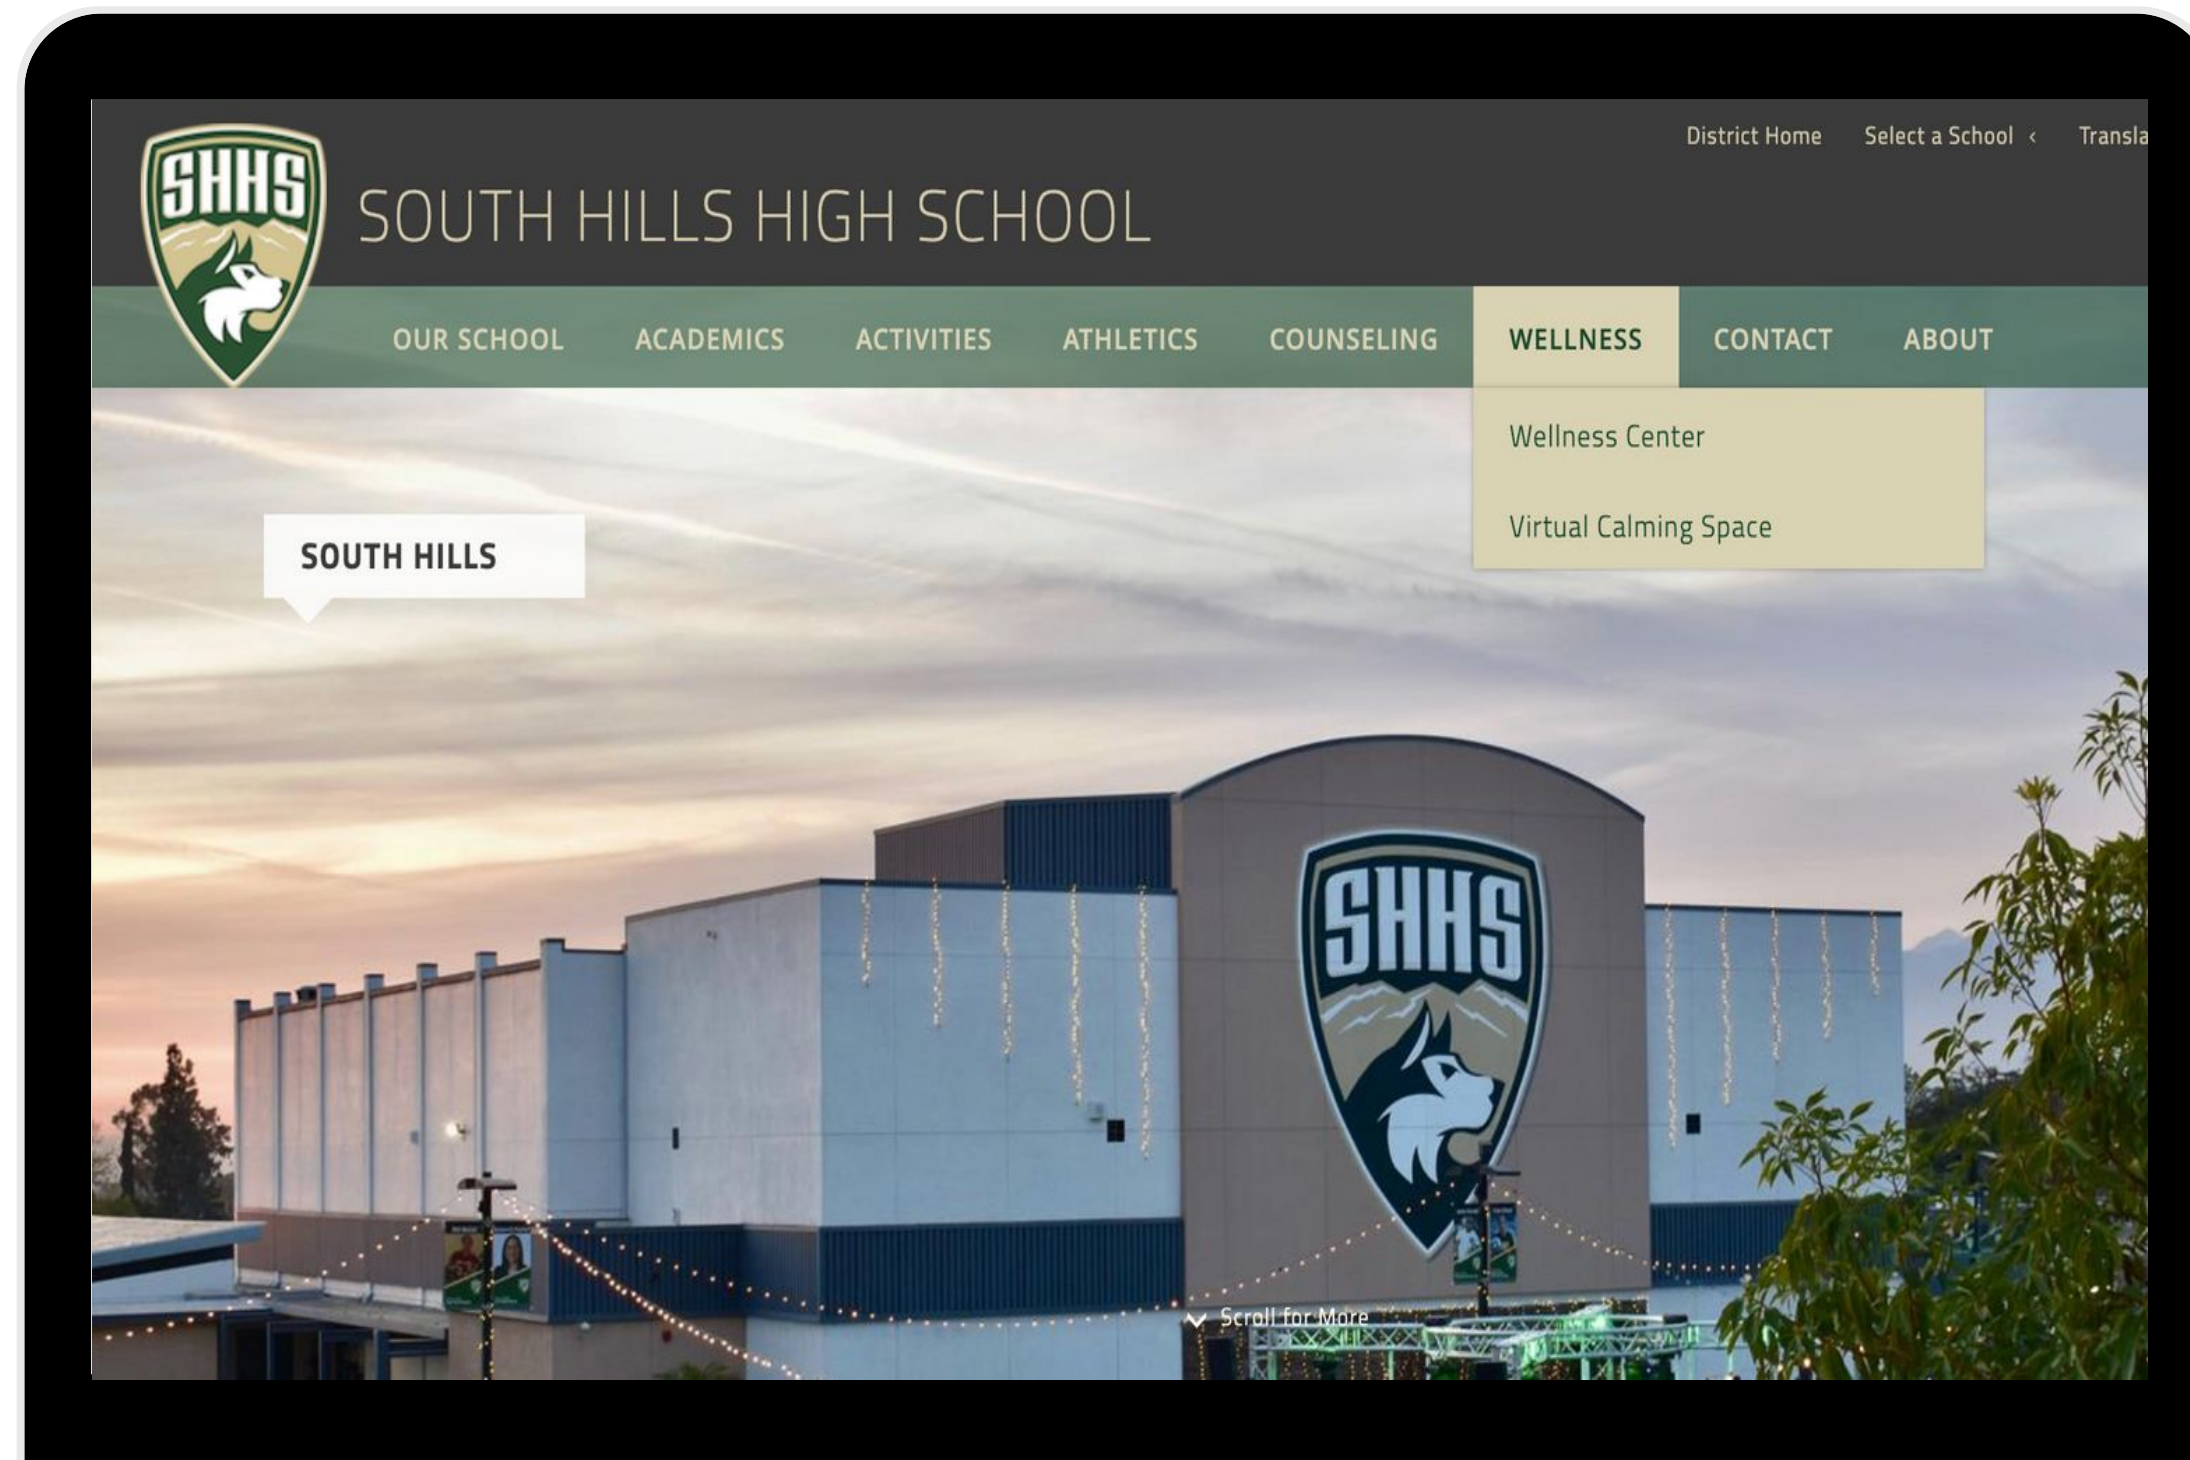 District Home Select a School ‹ Transla
SHHS
SOUTH HILLS HIGH SCHOOL
OUR SCHOOL ACADEMICS ACTIVITIES ATHLETICS COUNSELING WELLNESS CONTACT ABOUT
Wellness Center
Virtual Calming Space
SOUTH HILLS
SHHS
Scroll for More